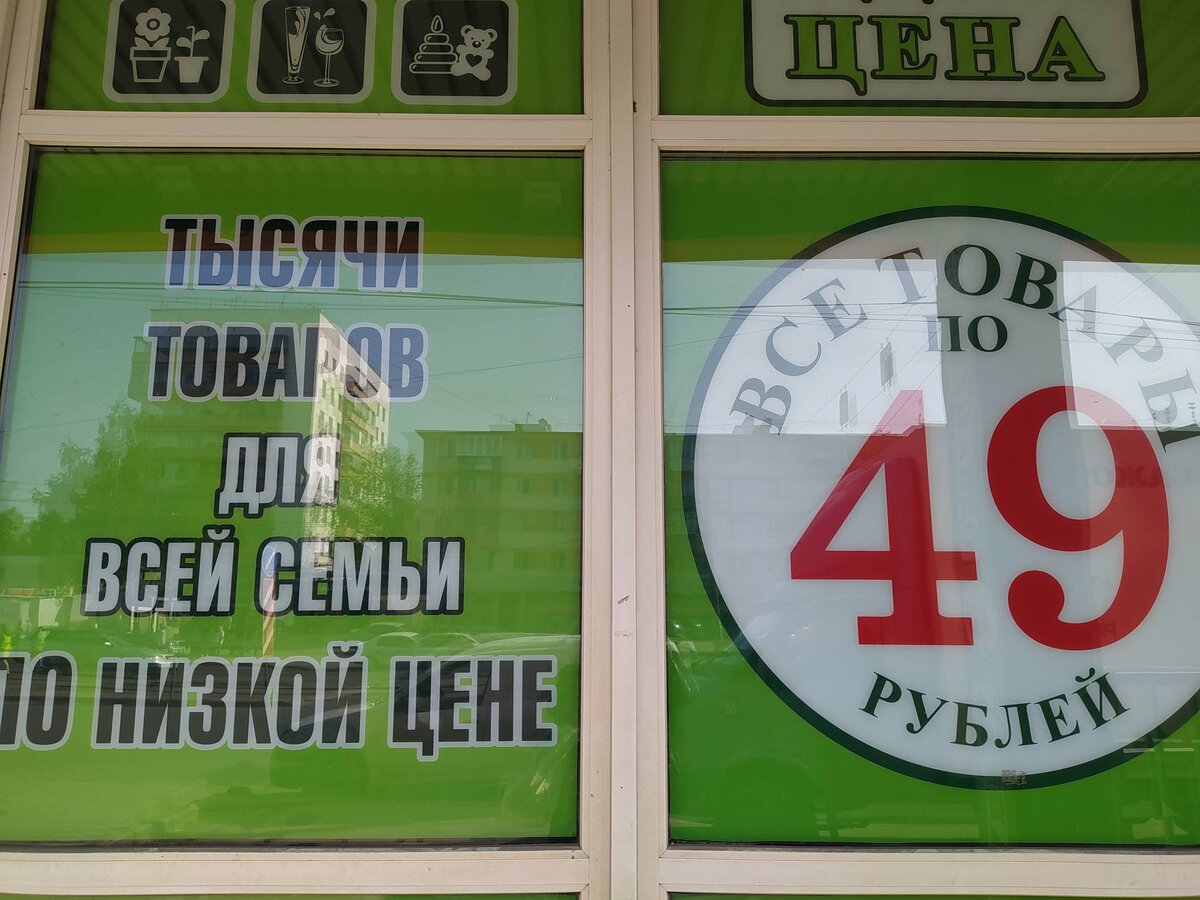 ЦЕНА
ТЫСЯЧИ
ТОВАРОВ
ДЛЯ
ВСЕЙ СЕМЬИ
ПО НИЗКОЙ ЦЕНЕ
ВСЕ ТОВАРЫ
ПО
49
РУБЛЕЙ